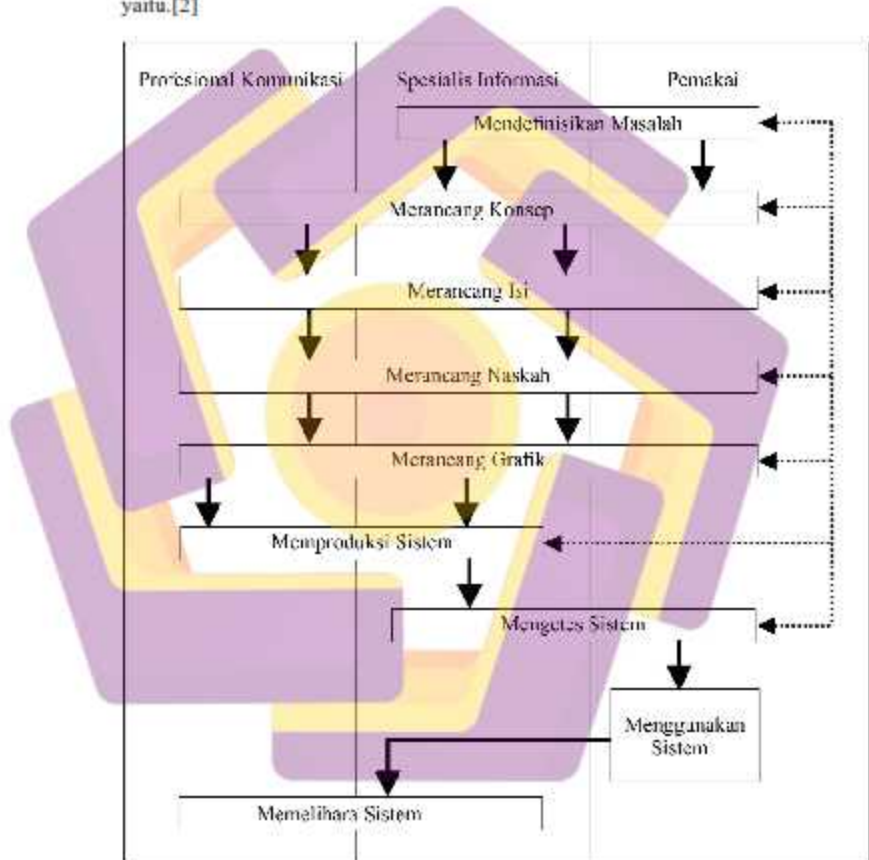 yaitu.[2]
Profesional Komunikasi Spesialis Informasi Pemakai
Mendefinisikan Masalah
Merancang Konsep
Merancang Isi
Merancang Naskah
Merancang Grafik
Memproduksi Sistem
Mengetes Sistem
Menggunakan
Sistem
Memelihara Sistem